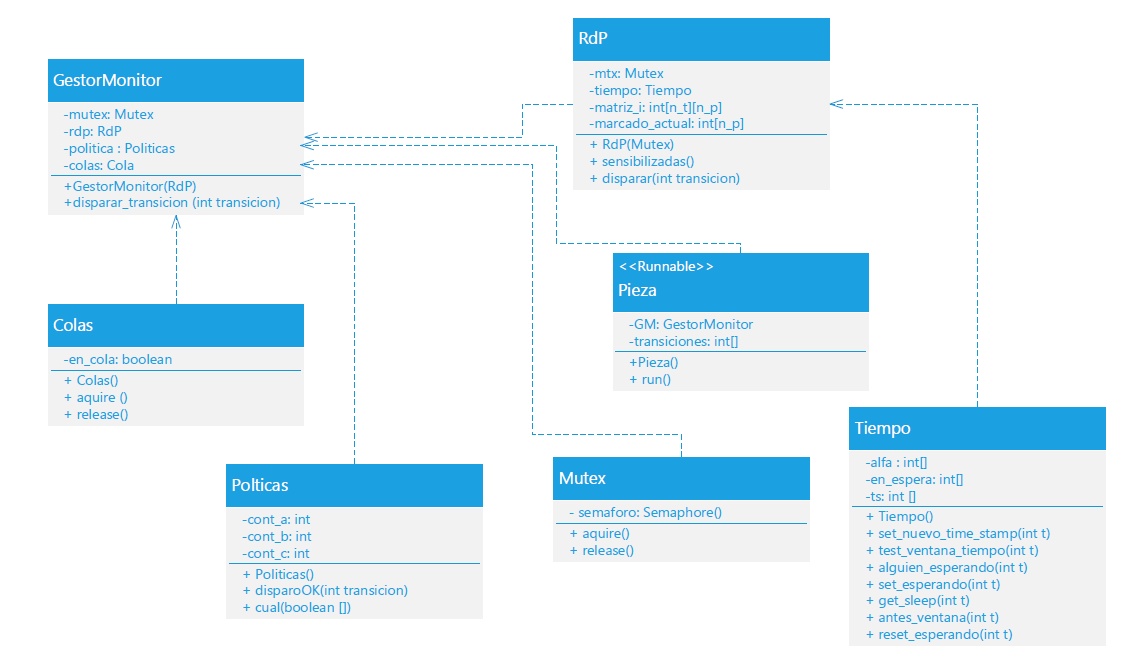 GestorMonitor
-mutex: Mutex
-rdp: RdP
-politica : Politicas
-colas: Cola
+GestorMonitor(RdP)
+disparar_transicion (int transicion)
RdP
-mtx: Mutex
-tiempo: Tiempo
-matriz_i: int[n_t][n_p]
-marcado_actual: int[n_p]
+ RdP(Mutex)
+ sensibilizadas()
+ disparar(int transicion)
<<Runnable>>
Pieza
-GM: GestorMonitor
-transiciones: int[]
+Pieza()
+ run()
Colas
-en_cola: boolean
+ Colas()
+ aquire ()
+ release()
Polticas
-cont_a: int
-cont_b: int
-cont_c: int
+ Politicas()
+ disparoOK(int transicion)
+ cual(boolean [])
Mutex
- semaforo: Semaphore()
+ aquire()
+ release()
Tiempo
-alfa : int[]
-en_espera: int[]
-ts: int []
+ Tiempo()
+ set_nuevo_time_stamp(int t)
+ test_ventana_tiempo(int t)
+ alguien_esperando(int t)
+ set_esperando(int t)
+ get_sleep(int t)
+ antes_ventana(int t)
+ reset_esperando(int t)